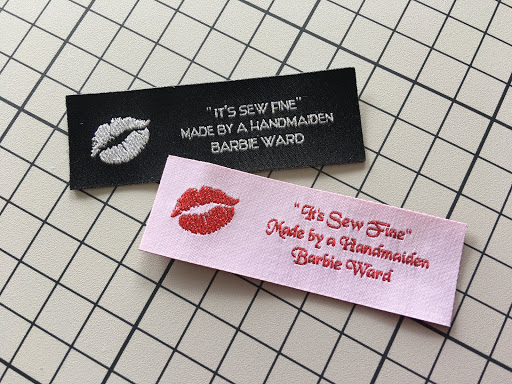 "IT'S SEW FINE"
MADE BY A HANDMAIDEN
BARBIE WARD
"It's Sew Fine"
Made by a Handmaiden
Barbie Ward